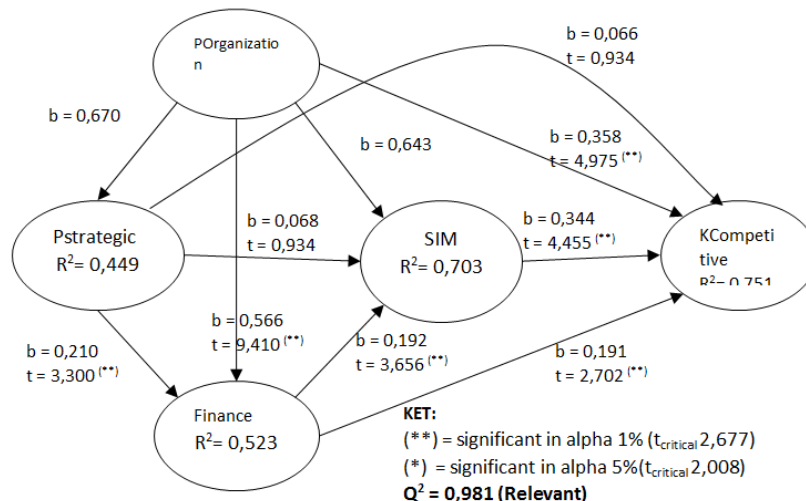 POrganizatio
n
b = 0,066
t = 0,934
b = 0,670
b = 0,643
b = 0,358
t = 4,975 (**)
Pstrategic
R²= 0,449
b = 0,068
t = 0,934
SIM
R²= 0,703
b = 0,344
t = 4,455 (**)
KCompeti
tive
R²= 0,751
b = 0,210
t = 3,300 (**)
b = 0,566
t = 9,410 (**)
b = 0,192
t = 3,656 (**)
b = 0,191
t = 2,702 (**)
Finance
R²= 0,523
KET:
(**) = significant in alpha 1% (tcritical 2,677)
(*) = significant in alpha 5%(tcritical 2,008)
Q² = 0,981 (Relevant)